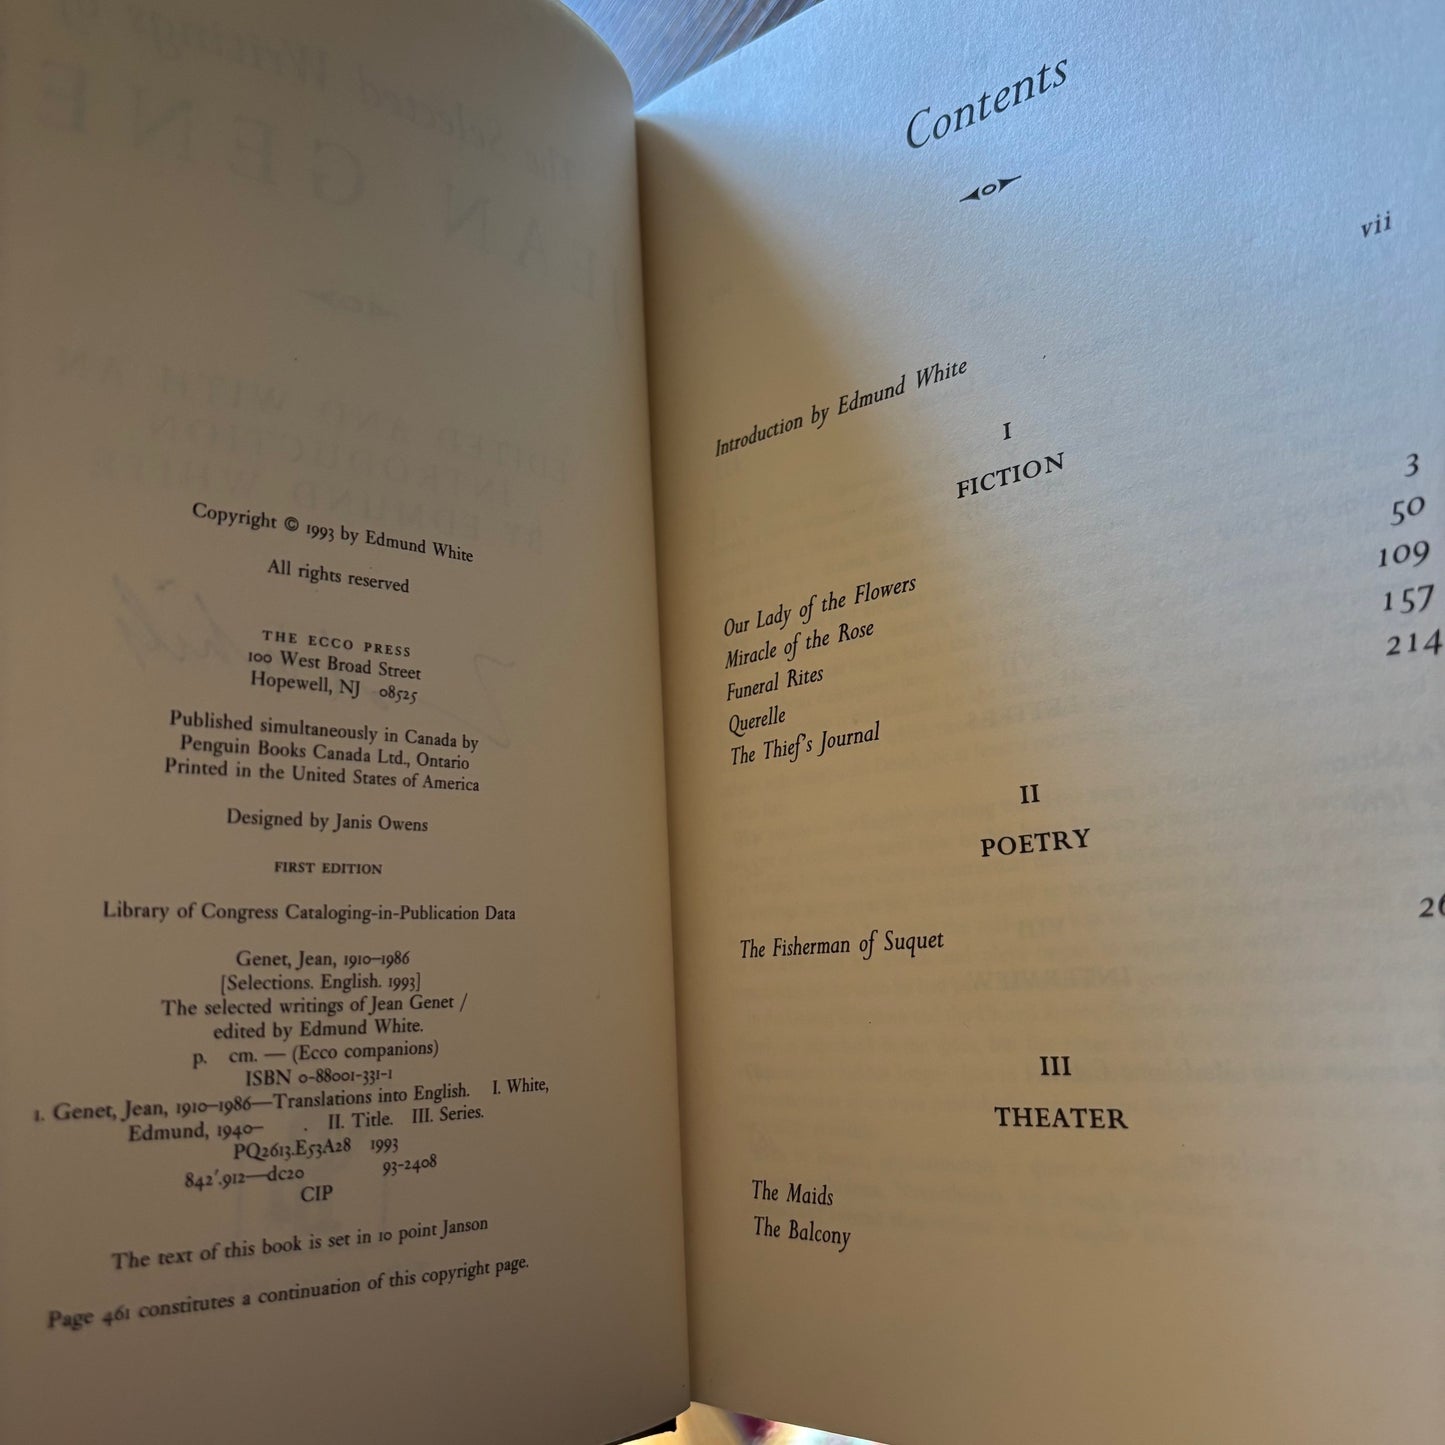 Copyright © 1993 by Edmund White
All rights reserved
THE ECCO PRESS
100 West Broad Street
Hopewell, NJ 08525
Published simultaneously in Canada by
Penguin Books Canada Ltd., Ontario
Printed in the United States of America
Designed by Janis Owens
FIRST EDITION
Library of Congress Cataloging-in-Publication Data
Genet, Jean, 1910–1986
[Selections. English. 1993]
The selected writings of Jean Genet /
edited by Edmund White.
p. cm. — (Ecco companions)
ISBN 0-88001-331-1
1. Genet, Jean, 1910–1986—Translations into English. I. White,
Edmund, 1940– . II. Title. III. Series.
PQ2613.E53A28 1993
842'.912—dc20 93-2408
CIP
The text of this book is set in 10 point Janson
Page 461 constitutes a continuation of this copyright page.
Contents
Introduction by Edmund White vii
I
FICTION
Our Lady of the Flowers 3
Miracle of the Rose 50
Funeral Rites 109
Querelle 157
The Thief's Journal 214
II
POETRY
The Fisherman of Suquet
III
THEATER
The Maids
The Balcony